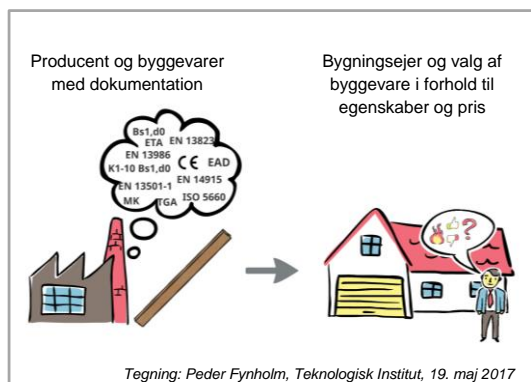 Producent og byggevarer
med dokumentation
Bygningsejer og valg af
byggevare i forhold til
egenskaber og pris
Bs1,d0
ETA EN 13823
EN 13986
CE EAD
K1-10 Bs1,d0
EN 14915
EN 13501-1
ISO 5660
MK TGA
?
Tegning: Peder Fynholm, Teknologisk Institut, 19. maj 2017